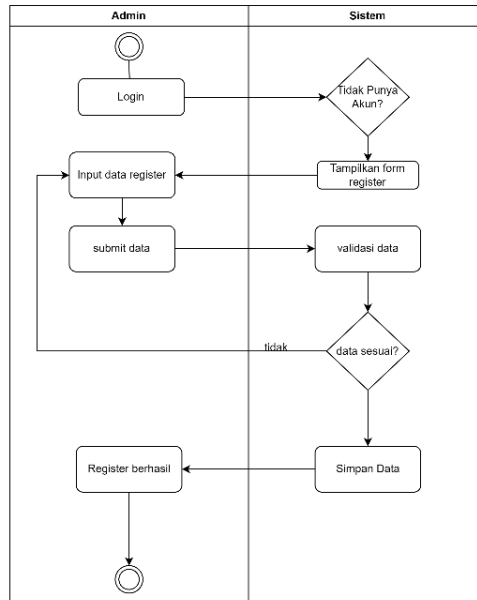 Admin
Sistem
Login
Tidak Punya
Akun?
Tampilkan form
register
Input data register
submit data
validasi data
tidak
data sesuai?
Register berhasil
Simpan Data